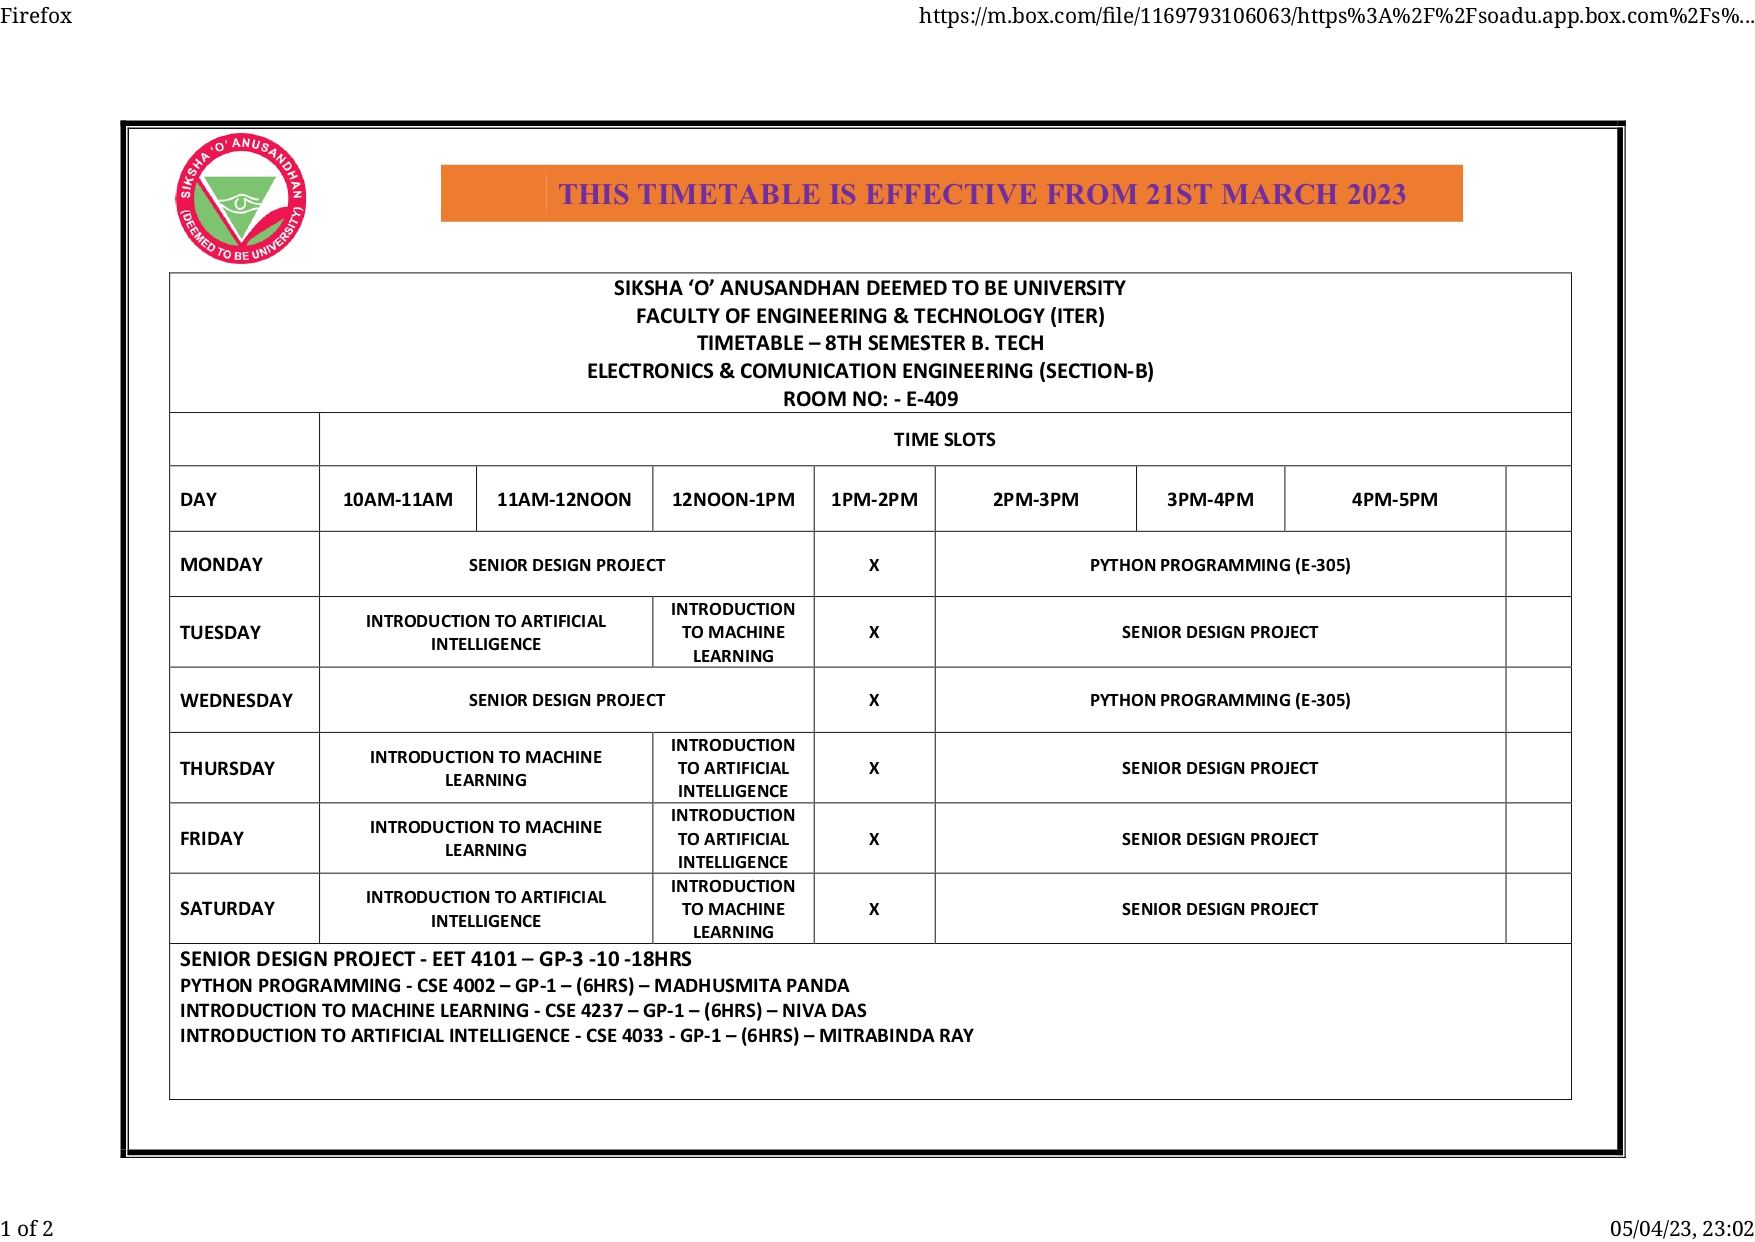 Firefox
https://m.box.com/file/1169793106063/https%3A%2F%2Fsoadu.app.box.com%2Fs%...
SIKSHA 'O' ANUSANDHAN
(DEEMED TO BE UNIVERSITY)
THIS TIMETABLE IS EFFECTIVE FROM 21ST MARCH 2023
SIKSHA ‘O’ ANUSANDHAN DEEMED TO BE UNIVERSITY
FACULTY OF ENGINEERING & TECHNOLOGY (ITER)
TIMETABLE – 8TH SEMESTER B. TECH
ELECTRONICS & COMUNICATION ENGINEERING (SECTION-B)
ROOM NO: - E-409
TIME SLOTS
DAY 10AM-11AM 11AM-12NOON 12NOON-1PM 1PM-2PM 2PM-3PM 3PM-4PM 4PM-5PM
MONDAY SENIOR DESIGN PROJECT X PYTHON PROGRAMMING (E-305)
TUESDAY
INTRODUCTION TO ARTIFICIAL
INTELLIGENCE
INTRODUCTION
TO MACHINE
LEARNING
X
SENIOR DESIGN PROJECT
WEDNESDAY SENIOR DESIGN PROJECT X PYTHON PROGRAMMING (E-305)
THURSDAY
INTRODUCTION TO MACHINE
LEARNING
INTRODUCTION
TO ARTIFICIAL
INTELLIGENCE
X
SENIOR DESIGN PROJECT
FRIDAY
INTRODUCTION TO MACHINE
LEARNING
INTRODUCTION
TO ARTIFICIAL
INTELLIGENCE
X
SENIOR DESIGN PROJECT
SATURDAY
INTRODUCTION TO ARTIFICIAL
INTELLIGENCE
INTRODUCTION
TO MACHINE
LEARNING
X
SENIOR DESIGN PROJECT
SENIOR DESIGN PROJECT - EET 4101 – GP-3 -10 -18HRS
PYTHON PROGRAMMING - CSE 4002 – GP-1 – (6HRS) – MADHUSMITA PANDA
INTRODUCTION TO MACHINE LEARNING - CSE 4237 – GP-1 – (6HRS) – NIVA DAS
INTRODUCTION TO ARTIFICIAL INTELLIGENCE - CSE 4033 - GP-1 – (6HRS) – MITRABINDA RAY
1 of 2
05/04/23, 23:02